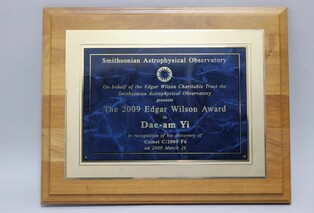 Smithsonian Astrophysical Observatory
On behalf of the Edgar Wilson Charitable Trust the
Smithsonian Astrophysical Observatory
presents
The 2009 Edgar Wilson Award
to
Dae-am Yi
in recognition of his discovery of
Comet C/2009 F6
on 2009 March 26